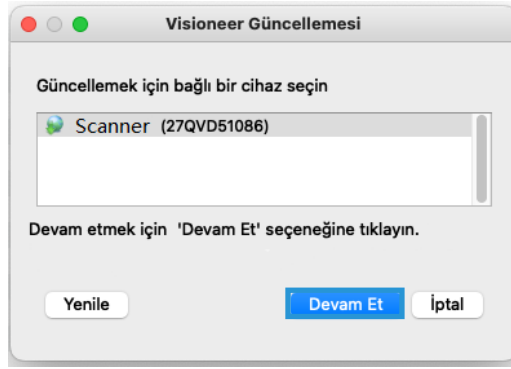 Visioneer Güncellemesi
Güncellemek için bağlı bir cihaz seçin
Scanner (27QVD51086)
Devam etmek için 'Devam Et' seçeneğine tıklayın.
Yenile Devam Et İptal